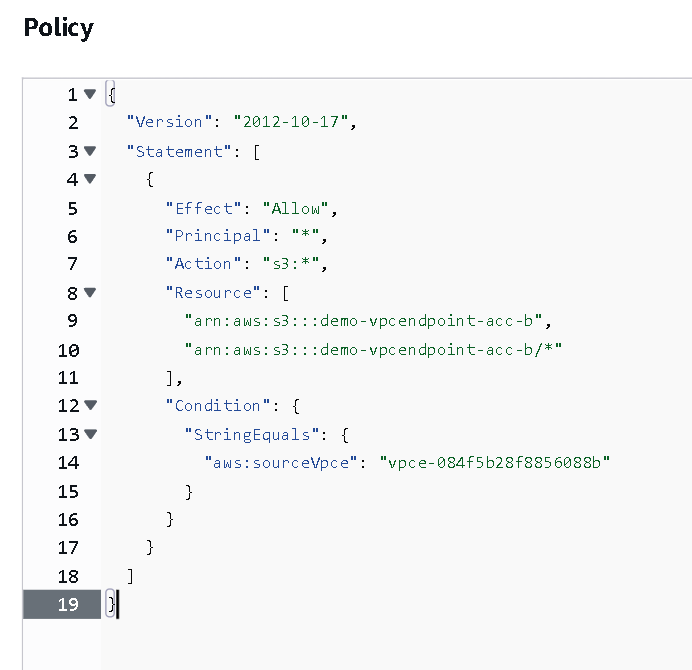 Policy
1 {
2 "Version": "2012-10-17",
3 "Statement": [
4 {
5 "Effect": "Allow",
6 "Principal": "*",
7 "Action": "s3:*",
8 "Resource": [
9 "arn:aws:s3:::demo-vpcendpoint-acc-b",
10 "arn:aws:s3:::demo-vpcendpoint-acc-b/*"
11 ],
12 "Condition": {
13 "StringEquals": {
14 "aws:sourceVpce": "vpce-084f5b28f8856088b"
15 }
16 }
17 }
18 ]
19 }